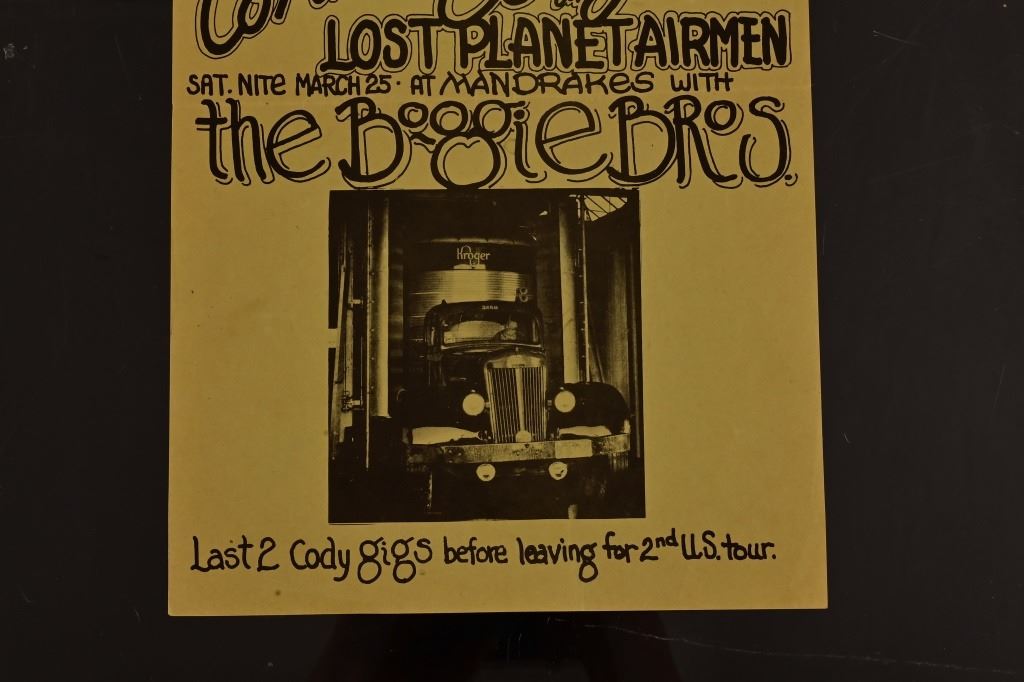 LOST PLANET AIRMEN
SAT. NITE MARCH 25 · AT MANDRAKES WITH
the Boggie BROS.
Kroger
Last 2 Cody gigs before leaving for 2nd U.S. tour.